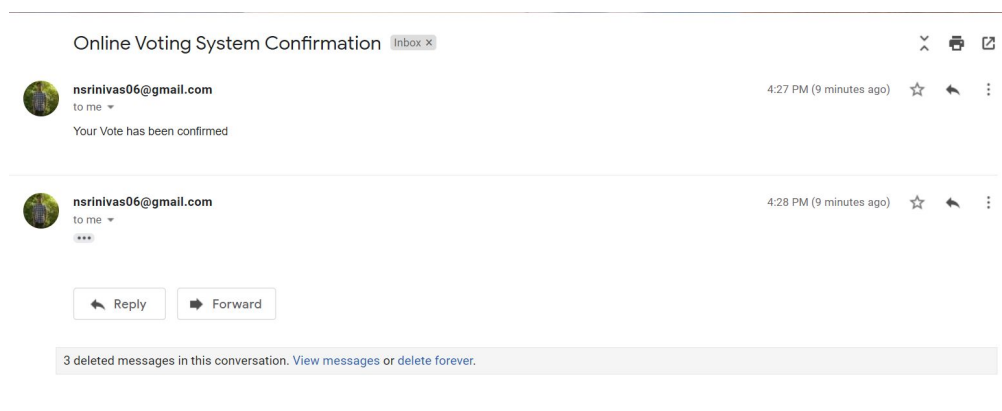 Online Voting System Confirmation Inbox ×
nsrinivas06@gmail.com 4:27 PM (9 minutes ago)
to me
Your Vote has been confirmed
nsrinivas06@gmail.com 4:28 PM (9 minutes ago)
to me
•••
Reply Forward
3 deleted messages in this conversation. View messages or delete forever.